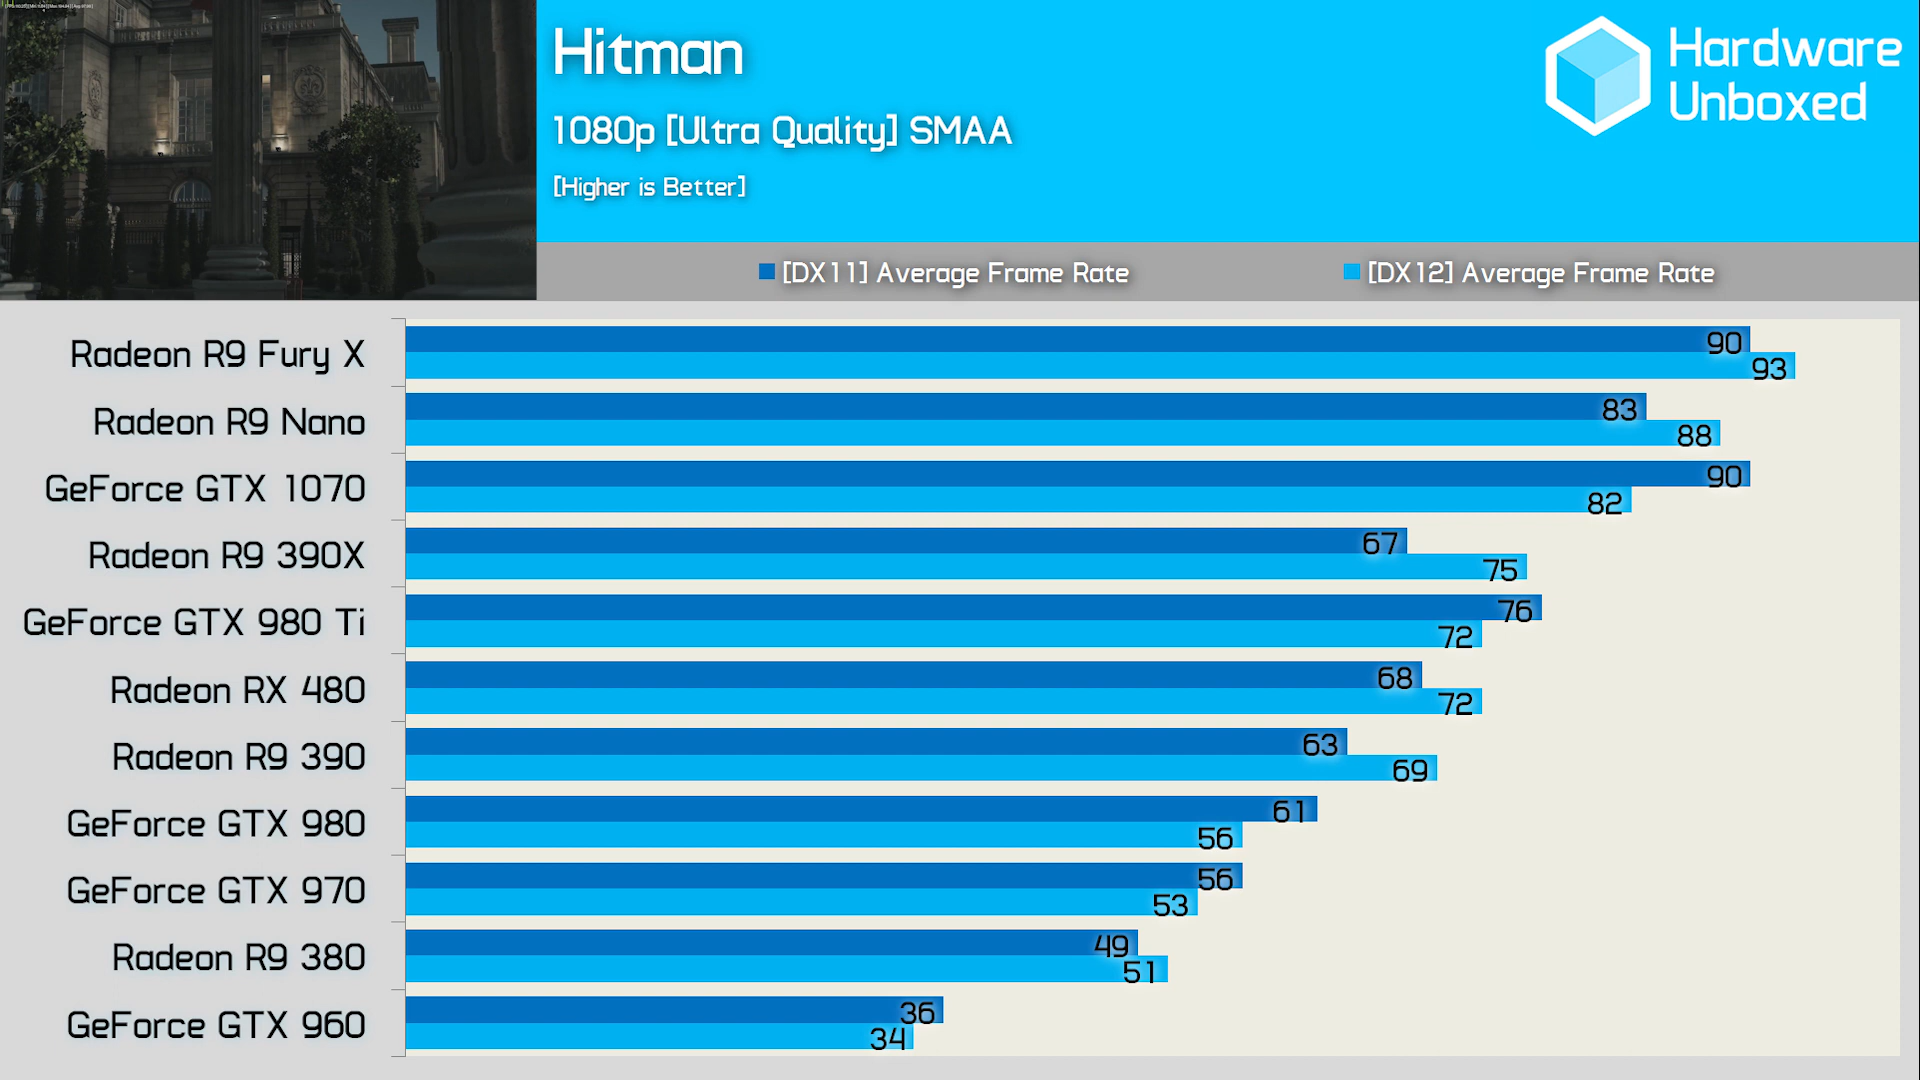 Hitman
1080p [Ultra Quality] SMAA
[Higher is Better]
Hardware
Unboxed
[DX11] Average Frame Rate
[DX12] Average Frame Rate
Radeon R9 Fury X
90
93
Radeon R9 Nano
83
88
GeForce GTX 1070
90
82
Radeon R9 390X
67
75
GeForce GTX 980 Ti
76
72
Radeon RX 480
68
72
Radeon R9 390
63
69
GeForce GTX 980
61
56
GeForce GTX 970
56
53
Radeon R9 380
49
51
GeForce GTX 960
36
34